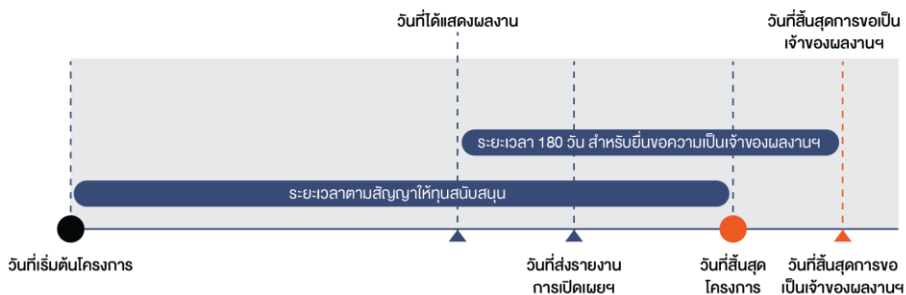 วันที่ได้แสดงผลงาน
วันที่สิ้นสุดการขอเป็น
เจ้าของผลงานฯ
ระยะเวลา 180 วัน สำหรับยื่นขอความเป็นเจ้าของผลงานฯ
ระยะเวลาตามสัญญาให้ทุนสนับสนุน
วันที่เริ่มต้นโครงการ
วันที่ส่งรายงาน
การเปิดเผยฯ
วันที่สิ้นสุด
โครงการ
วันที่สิ้นสุดการขอ
เป็นเจ้าของผลงานฯ